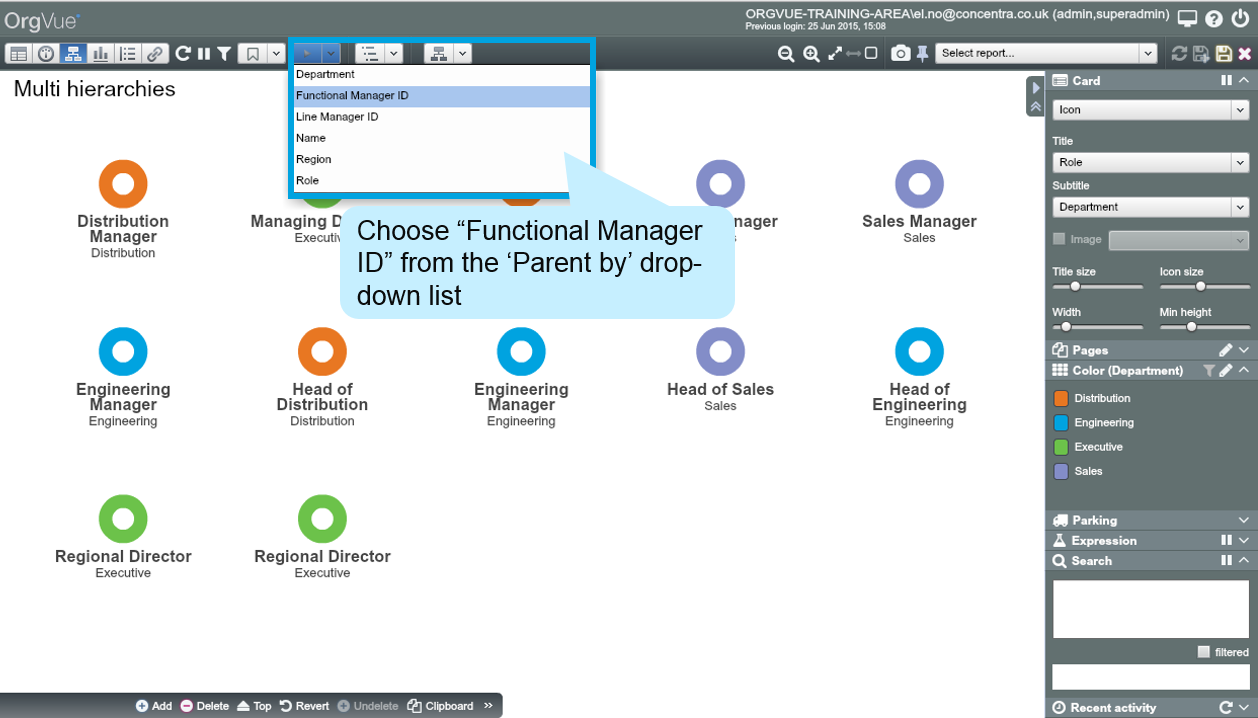 OrgVue
ORGVUE-TRAINING-AREA\el.no@concentra.co.uk (admin,superadmin)
Previous login: 25 Jun 2015, 15:08
Select report...
Multi hierarchies
Department
Functional Manager ID
Line Manager ID
Name
Region
Role
Choose “Functional Manager
ID” from the ‘Parent by’ drop-
down list
Distribution
Manager
Distribution
Managing
Sales Manager
Sales
Engineering
Manager
Engineering
Head of
Distribution
Distribution
Engineering
Manager
Engineering
Head of Sales
Sales
Head of
Engineering
Engineering
Regional Director
Executive
Regional Director
Executive
Card
Icon
Title
Role
Subtitle
Department
Image
Title size Icon size
Width Min height
Pages
Color (Department)
Distribution
Engineering
Executive
Sales
Parking
Expression
Search
filtered
Recent activity
Add Delete Top Revert Undelete Clipboard »